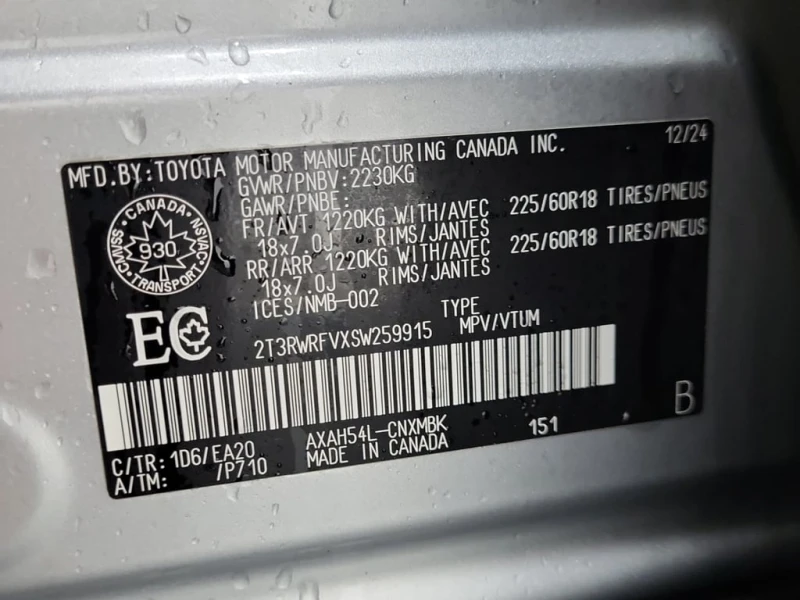 MFD.BY:TOYOTA MOTOR MANUFACTURING CANADA INC. 12/24
GVWR/PNBV:2230KG
GAWR/PNBE:
FR/AVT 1220KG WITH/AVEC 225/60R18 TIRES/PNEUS
18x7.0J RIMS/JANTES
RR/ARR 1220KG WITH/AVEC 225/60R18 TIRES/PNEUS
18x7.0J RIMS/JANTES
ICES/NMB-002
CANADA
CMVSS 930 NSVAC
TRANSPORT
EC
TYPE
2T3RWRFVXSW259915 MPV/VTUM
B
C/TR:1D6/EA20 AXAH54L-CNXMBK 151
A/TM: /P710 MADE IN CANADA